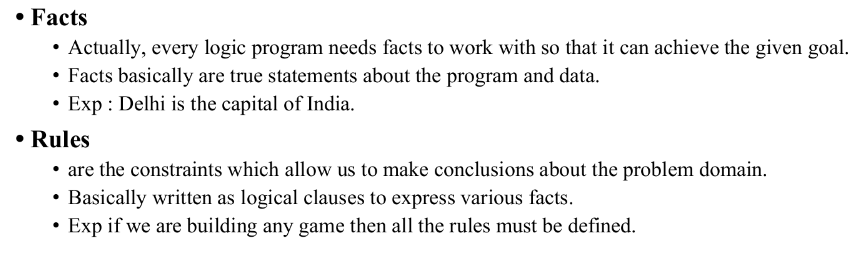 • Facts
• Actually, every logic program needs facts to work with so that it can achieve the given goal.
• Facts basically are true statements about the program and data.
• Exp : Delhi is the capital of India.
• Rules
• are the constraints which allow us to make conclusions about the problem domain.
• Basically written as logical clauses to express various facts.
• Exp if we are building any game then all the rules must be defined.